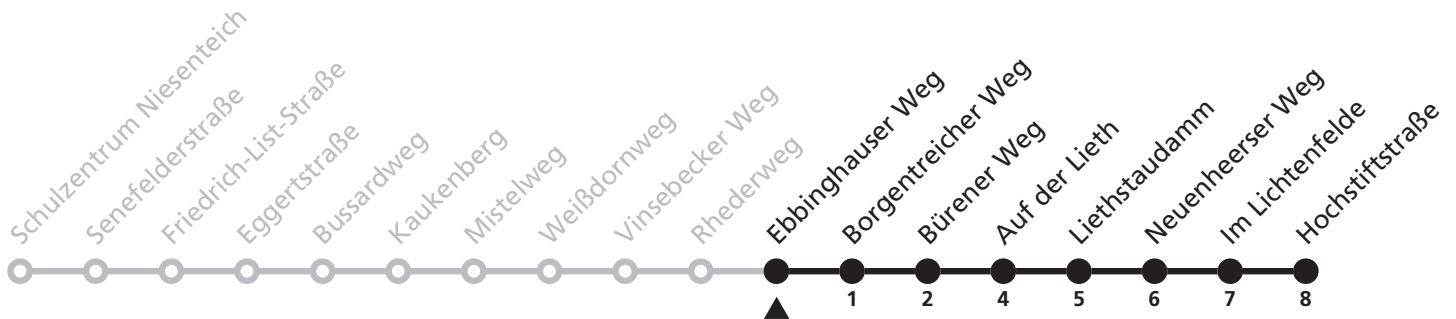 Schulzentrum Niesenteich
Senefelderstraße
Friedrich-List-Straße
Eggertstraße
Bussardweg
Kaukenberg
Mistelweg
Weißdornweg
Vinsebecker Weg
Rhederweg
Ebbinghauser Weg
Borgentreicher Weg
Bürener Weg
Auf der Lieth
Liethstaudamm
Neuenheerser Weg
Im Lichtenfelde
Hochstiftstraße
1 2 4 5 6 7 8